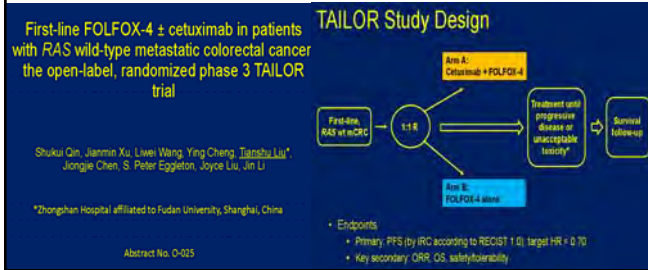 First-line FOLFOX-4 ± cetuximab in patients
with RAS wild-type metastatic colorectal cancer
the open-label, randomized phase 3 TAILOR
trial
Shukui Qin, Jianmin Xu, Liwei Wang, Ying Cheng, Tianshu Liu*,
Jiongjie Chen, S. Peter Eggleton, Joyce Liu, Jin Li
*Zhongshan Hospital affiliated to Fudan University, Shanghai, China
Abstract No. O-025
TAILOR Study Design
Arm A:
Cetuximab + FOLFOX-4
First-line,
RAS wt mCRC
1:1 R
Treatment until
progressive
disease or
unacceptable
toxicity*
Survival
follow-up
Arm B:
FOLFOX-4 alone
• Endpoints
• Primary: PFS (by IRC according to RECIST 1.0); target HR = 0.70
• Key secondary: ORR, OS, safety/tolerability